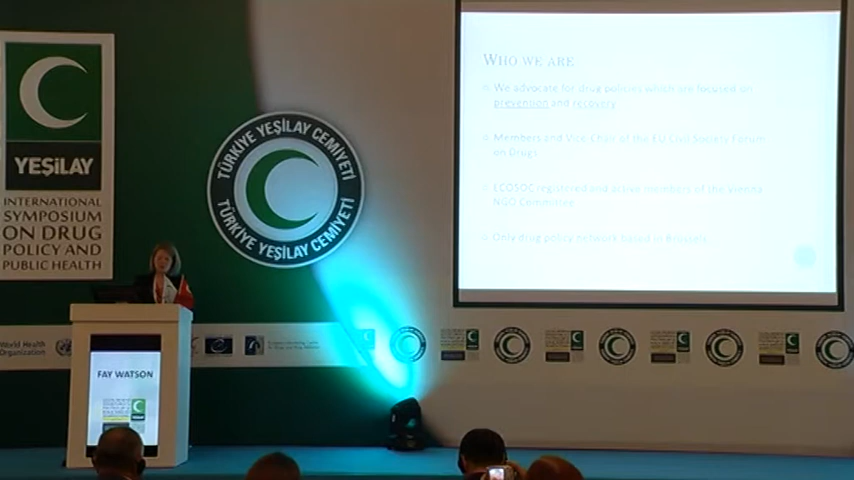 YEŞİLAY
INTERNATIONAL
SYMPOSIUM
ON DRUG
POLICY AND
PUBLIC HEALTH
TÜRKİYE YEŞİLAY CEMİYETİ
TÜRKİYE YEŞİLAY CEMİYETİ
WHO WE ARE
We advocate for drug policies which are focused on
prevention and recovery
Members and Vice Chair of the EU Civil Society Forum
on Drugs
ECOSOC registered and active members of the Vienna
NGO Committee
Only drug policy network based in Brussels
World Health
Organization
FAY WATSON